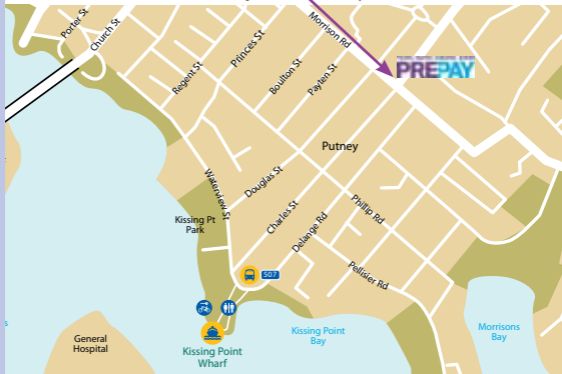 Porter St
Church St
Morrison Rd
Princes St
Regent St
Boulton St
Payten St
PREPAY
Putney
Waterview St
Douglas St
Kissing Pt
Park
Charles St
Delange Rd
Phillip Rd
Pellisier Rd
507
General
Hospital
Kissing Point
Wharf
Kissing Point
Bay
Morrisons
Bay